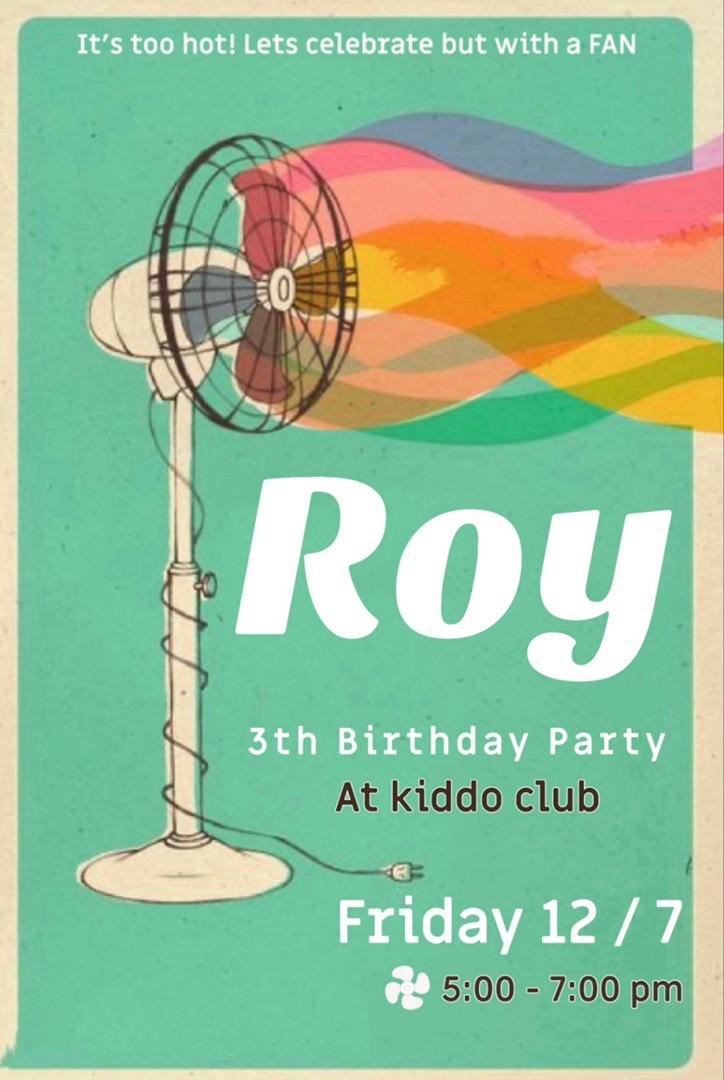 It's too hot! Lets celebrate but with a FAN
Roy
3th Birthday Party
At kiddo club
Friday 12 / 7
5:00 - 7:00 pm